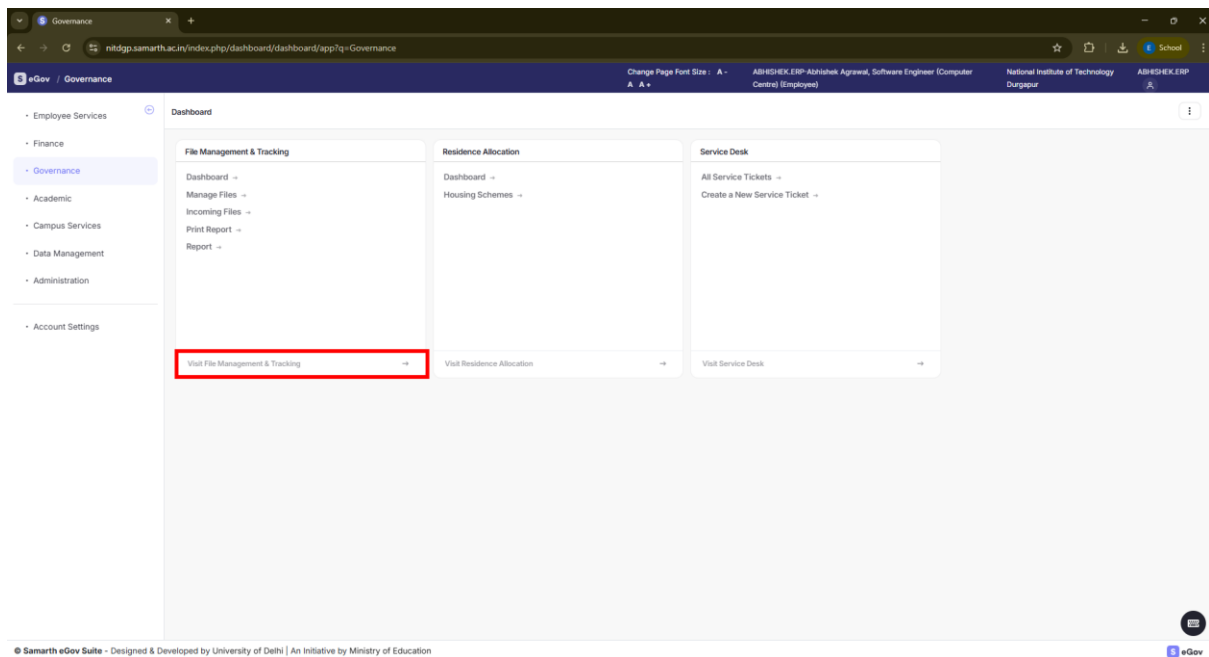 Governance
nitdgp.samarth.ac.in/index.php/dashboard/dashboard/app?q=Governance
E School
S eGov / Governance
Change Page Font Size : A -
A A +
ABHISHEK.ERP-Abhishek Agrawal, Software Engineer (Computer
Centre) (Employee)
National Institute of Technology
Durgapur
ABHISHEK.ERP
Employee Services
Finance
Governance
Academic
Campus Services
Data Management
Administration
Account Settings
Dashboard
File Management & Tracking
Dashboard →
Manage Files →
Incoming Files →
Print Report →
Report →
Visit File Management & Tracking →
Residence Allocation
Dashboard →
Housing Schemes →
Visit Residence Allocation →
Service Desk
All Service Tickets →
Create a New Service Ticket →
Visit Service Desk →
© Samarth eGov Suite - Designed & Developed by University of Delhi | An Initiative by Ministry of Education
S eGov